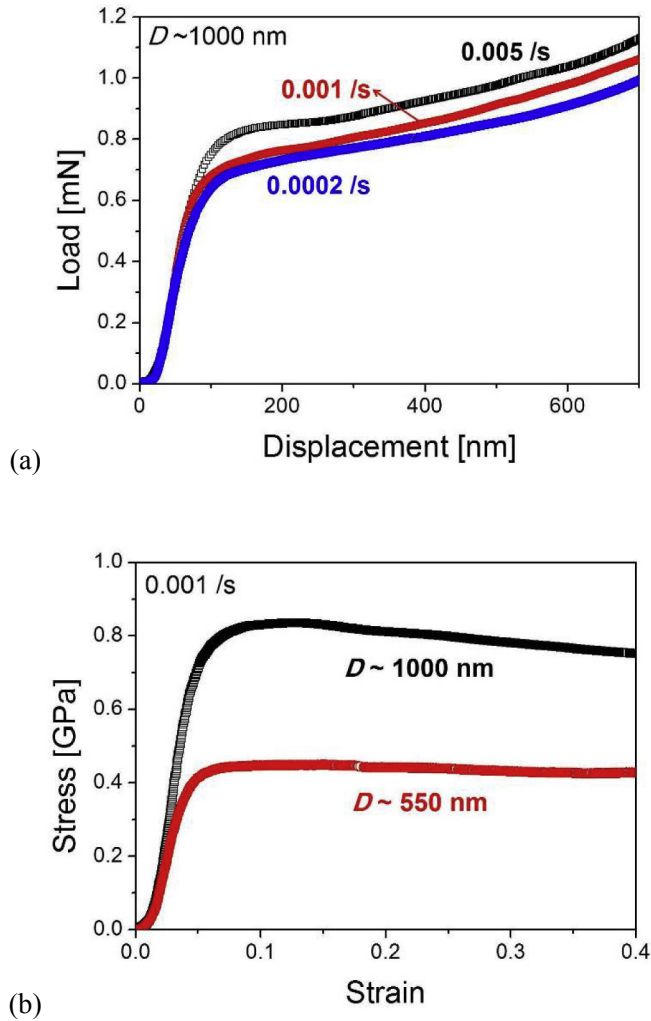 D ~1000 nm
0.005 /s
0.001 /s
0.0002 /s
1.2
1.0
0.8
0.6
0.4
0.2
0.0
0 200 400 600
Load [mN]
Displacement [nm]
(a)
0.001 /s
D ~ 1000 nm
D ~ 550 nm
1.0
0.8
0.6
0.4
0.2
0.0
0.0 0.1 0.2 0.3 0.4
Stress [GPa]
Strain
(b)